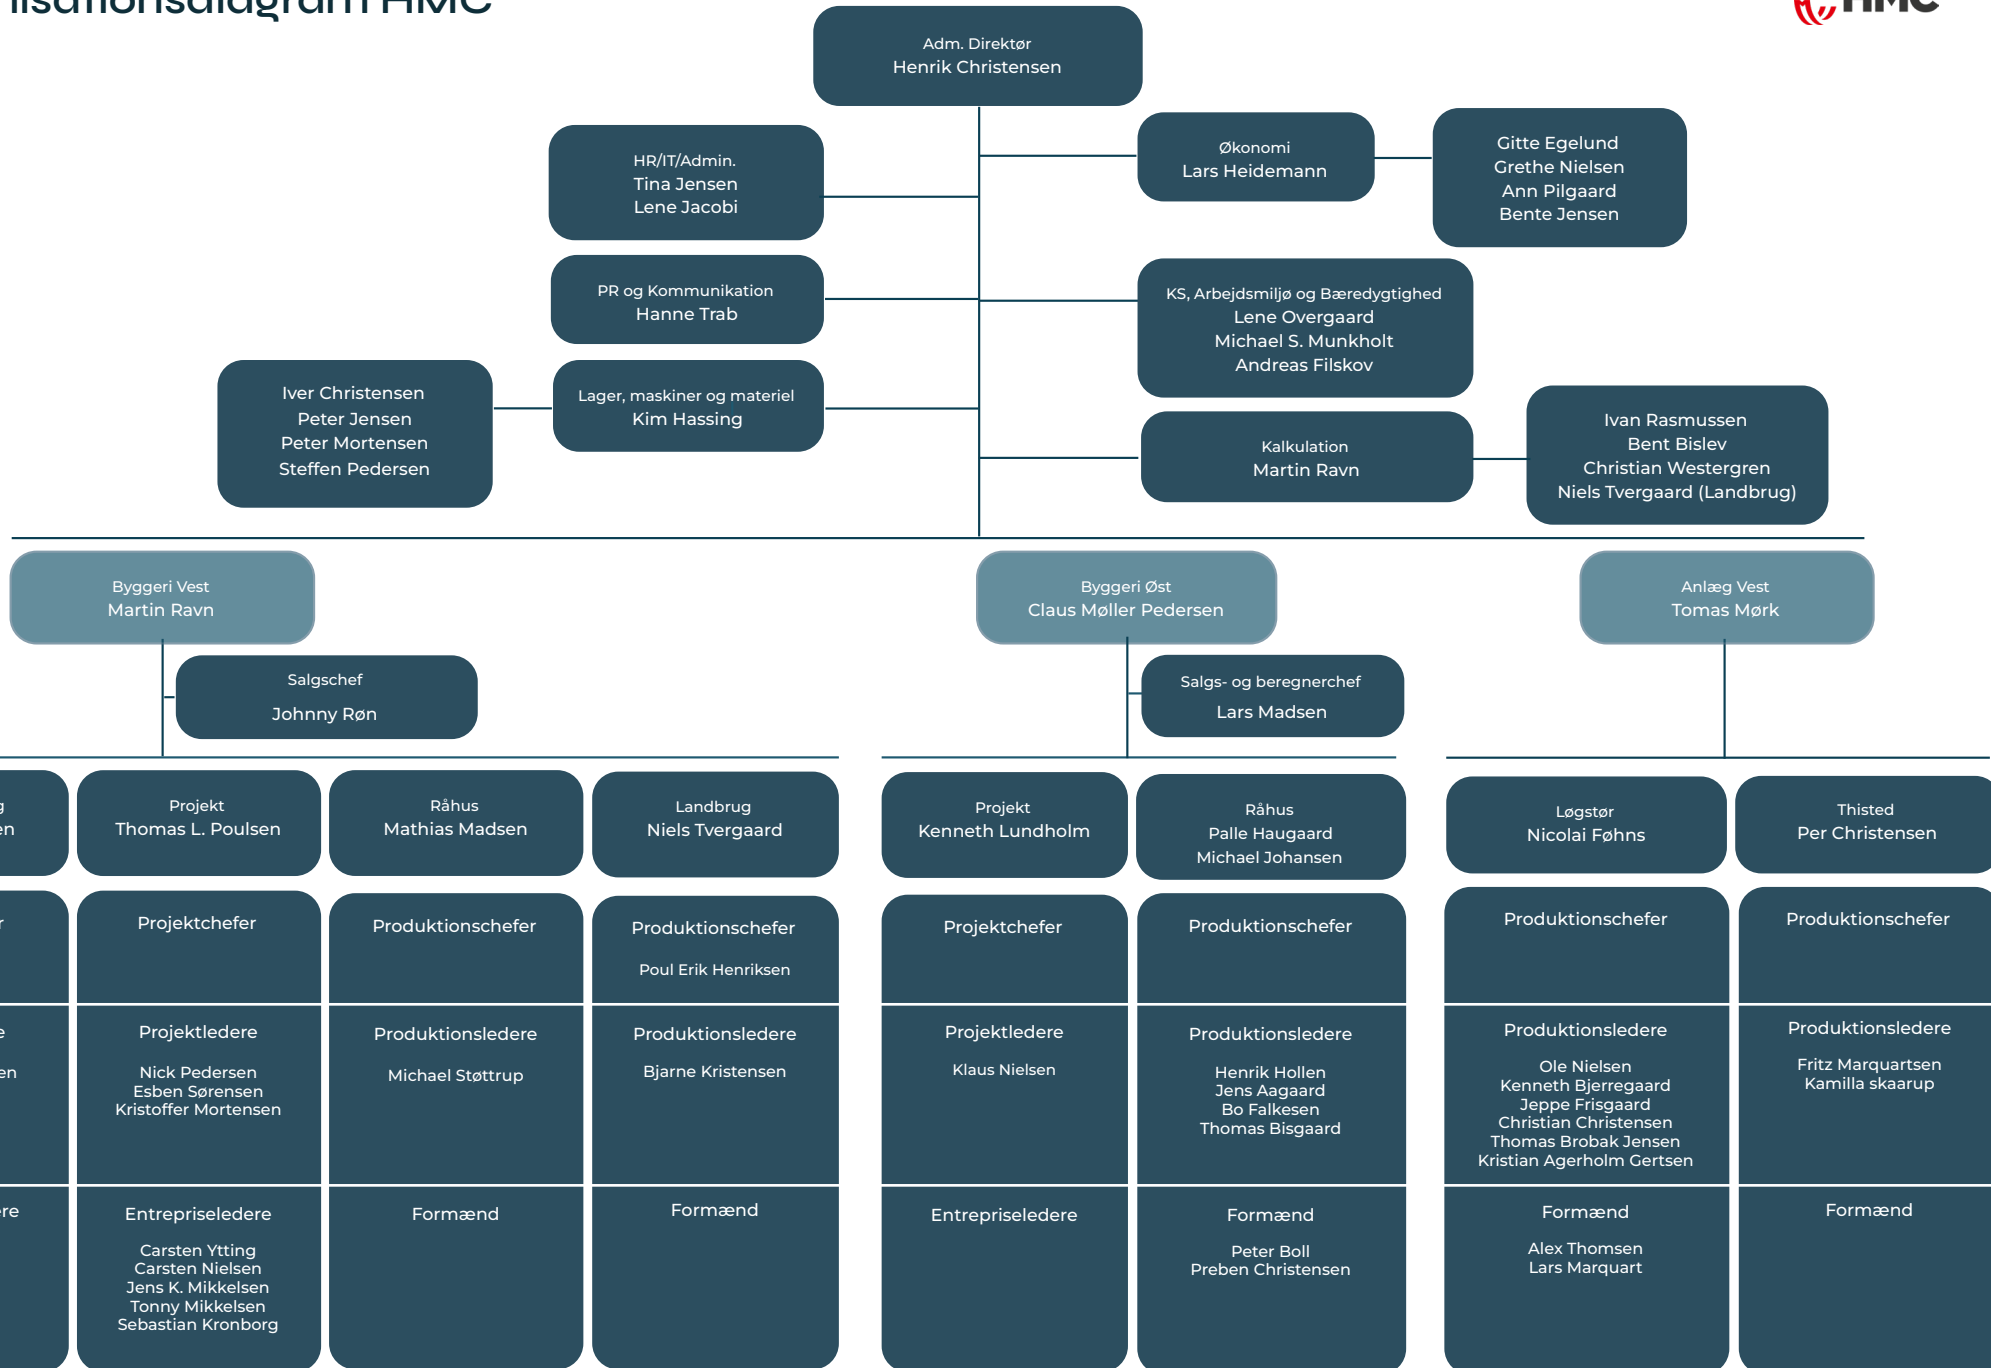 HMC
Adm. Direktør
Henrik Christensen
HR/IT/Admin.
Tina Jensen
Lene Jacobi
Økonomi
Lars Heidemann
Gitte Egelund
Grethe Nielsen
Ann Pilgaard
Bente Jensen
PR og Kommunikation
Hanne Trab
KS, Arbejdsmiljø og Bæredygtighed
Lene Overgaard
Michael S. Munkholt
Andreas Filskov
Iver Christensen
Peter Jensen
Peter Mortensen
Steffen Pedersen
Lager, maskiner og materiel
Kim Hassing
Kalkulation
Martin Ravn
Ivan Rasmussen
Bent Bislev
Christian Westergren
Niels Tvergaard (Landbrug)
Byggeri Vest
Martin Ravn
Byggeri Øst
Claus Møller Pedersen
Anlæg Vest
Tomas Mørk
Salgschef
Johnny Røn
Salgs- og beregnerchef
Lars Madsen
Projekt
Thomas L. Poulsen
Råhus
Mathias Madsen
Landbrug
Niels Tvergaard
Projekt
Kenneth Lundholm
Råhus
Palle Haugaard
Michael Johansen
Løgstør
Nicolai Føhns
Thisted
Per Christensen
Projektchefer
Projektledere
Nick Pedersen
Esben Sørensen
Kristoffer Mortensen
Entrepriseledere
Carsten Ytting
Carsten Nielsen
Jens K. Mikkelsen
Tonny Mikkelsen
Sebastian Kronborg
Produktionschefer
Produktionsledere
Michael Støttrup
Formænd
Produktionschefer
Poul Erik Henriksen
Produktionsledere
Bjarne Kristensen
Formænd
Projektchefer
Projektledere
Klaus Nielsen
Entrepriseledere
Produktionschefer
Produktionsledere
Henrik Hollen
Jens Aagaard
Bo Falkesen
Thomas Bisgaard
Formænd
Peter Boll
Preben Christensen
Produktionschefer
Produktionsledere
Ole Nielsen
Kenneth Bjerregaard
Jeppe Frisgaard
Christian Christensen
Thomas Brobak Jensen
Kristian Agerholm Gertsen
Formænd
Alex Thomsen
Lars Marquart
Produktionschefer
Produktionsledere
Fritz Marquartsen
Kamilla skaarup
Formænd